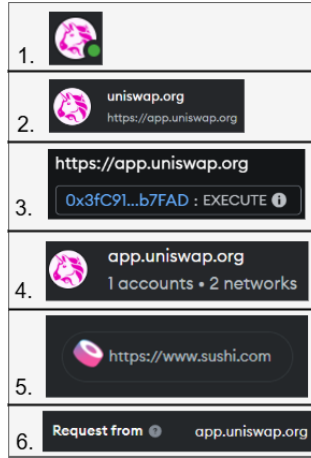 1.
uniswap.org
https://app.uniswap.org
2.
https://app.uniswap.org
3.
0x3fC91...b7FAD : EXECUTE
app.uniswap.org
4.
1 accounts • 2 networks
https://www.sushi.com
5.
Request from
app.uniswap.org
6.